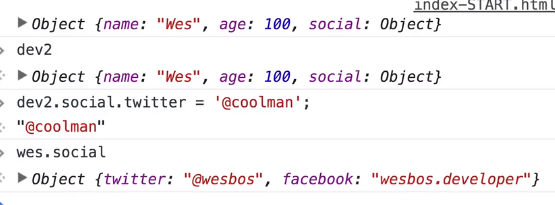 index-START.html
Object {name: "Wes", age: 100, social: Object}
dev2
Object {name: "Wes", age: 100, social: Object}
dev2.social.twitter = '@coolman';
"@coolman"
wes.social
Object {twitter: "@wesbos", facebook: "wesbos.developer"}